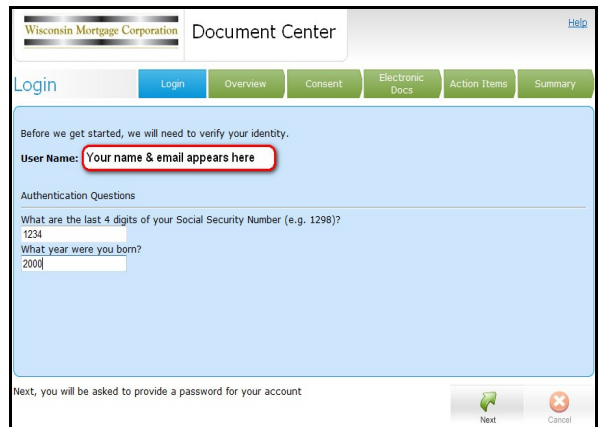 Wisconsin Mortgage Corporation
Document Center
Help
Login
Login
Overview
Consent
Electronic
Docs
Action Items
Summary
Before we get started, we will need to verify your identity.
User Name: Your name & email appears here
Authentication Questions
What are the last 4 digits of your Social Security Number (e.g. 1298)?
1234
What year were you born?
2000
Next, you will be asked to provide a password for your account
Next
Cancel